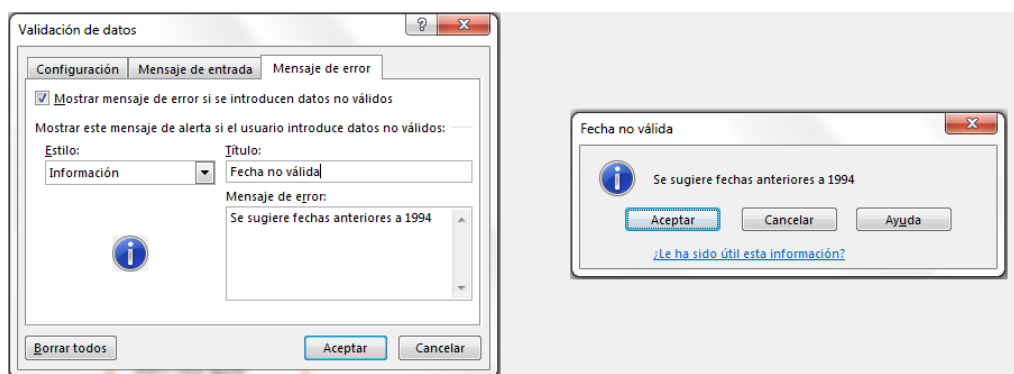 Validación de datos
Configuración
Mensaje de entrada
Mensaje de error
Mostrar mensaje de error si se introducen datos no válidos
Mostrar este mensaje de alerta si el usuario introduce datos no válidos:
Estilo:
Título:
Información
Fecha no válida
Mensaje de error:
Se sugiere fechas anteriores a 1994
Borrar todos
Aceptar
Cancelar
Fecha no válida
Se sugiere fechas anteriores a 1994
Aceptar
Cancelar
Ayuda
¿Le ha sido útil esta información?